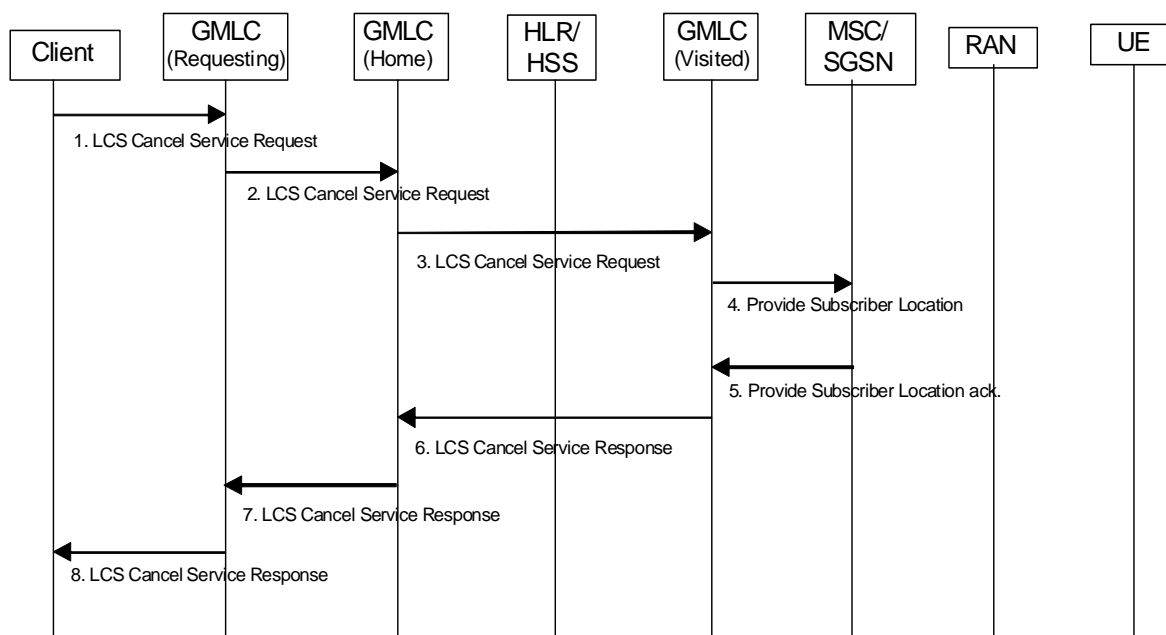 Client
GMLC
(Requesting)
GMLC
(Home)
HLR/
HSS
GMLC
(Visited)
MSC/
SGSN
RAN
UE
1. LCS Cancel Service Request
2. LCS Cancel Service Request
3. LCS Cancel Service Request
4. Provide Subscriber Location
5. Provide Subscriber Location ack.
6. LCS Cancel Service Response
7. LCS Cancel Service Response
8. LCS Cancel Service Response